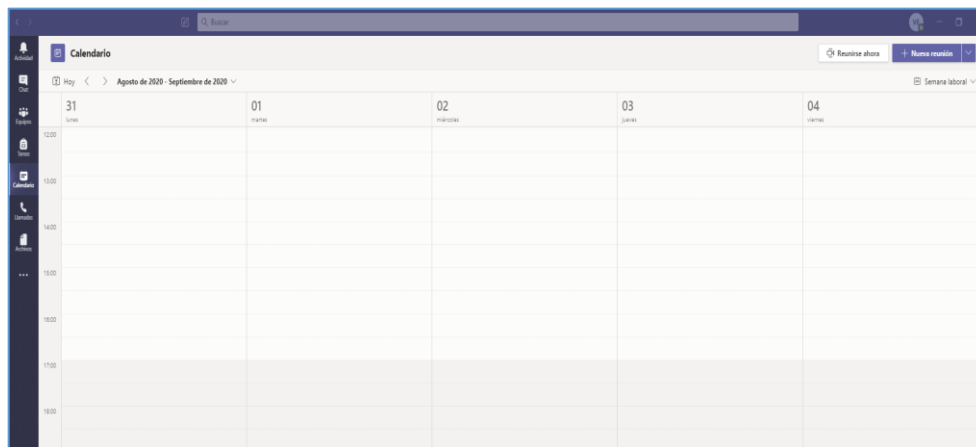 Buscar
Actividad
Chat
Equipos
Tareas
Calendario
Llamadas
Archivos
Calendario
Reunirse ahora
+ Nueva reunión
Hoy
Agosto de 2020 - Septiembre de 2020
Semana laboral
31 01 02 03 04
lunes martes miércoles jueves viernes
12:00
13:00
14:00
15:00
16:00
17:00
18:00